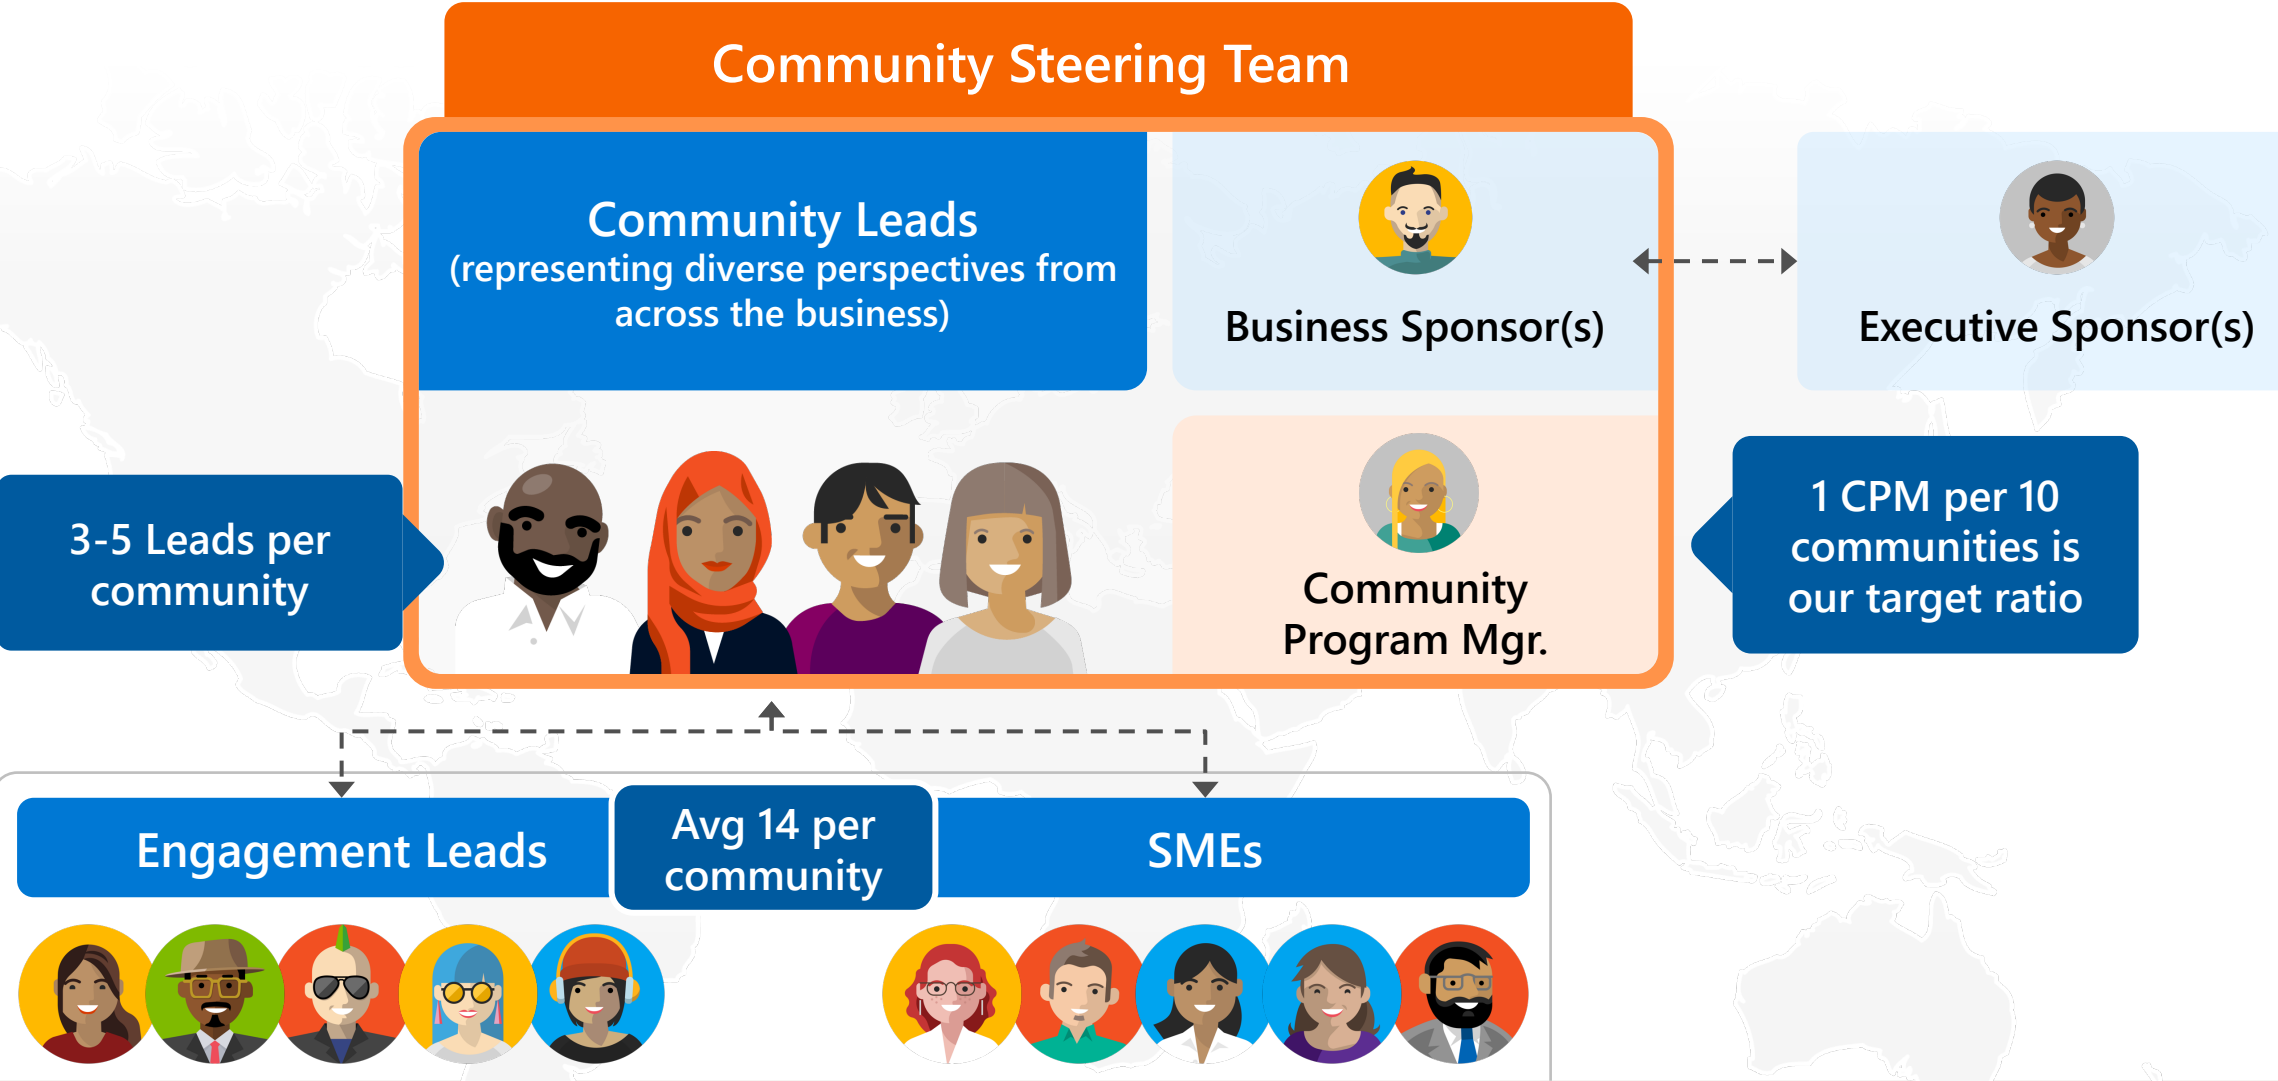 Community Steering Team
Community Leads
(representing diverse perspectives from
across the business)
Business Sponsor(s)
Executive Sponsor(s)
3-5 Leads per
community
Community
Program Mgr.
1 CPM per 10
communities is
our target ratio
Engagement Leads
Avg 14 per
community
SMEs